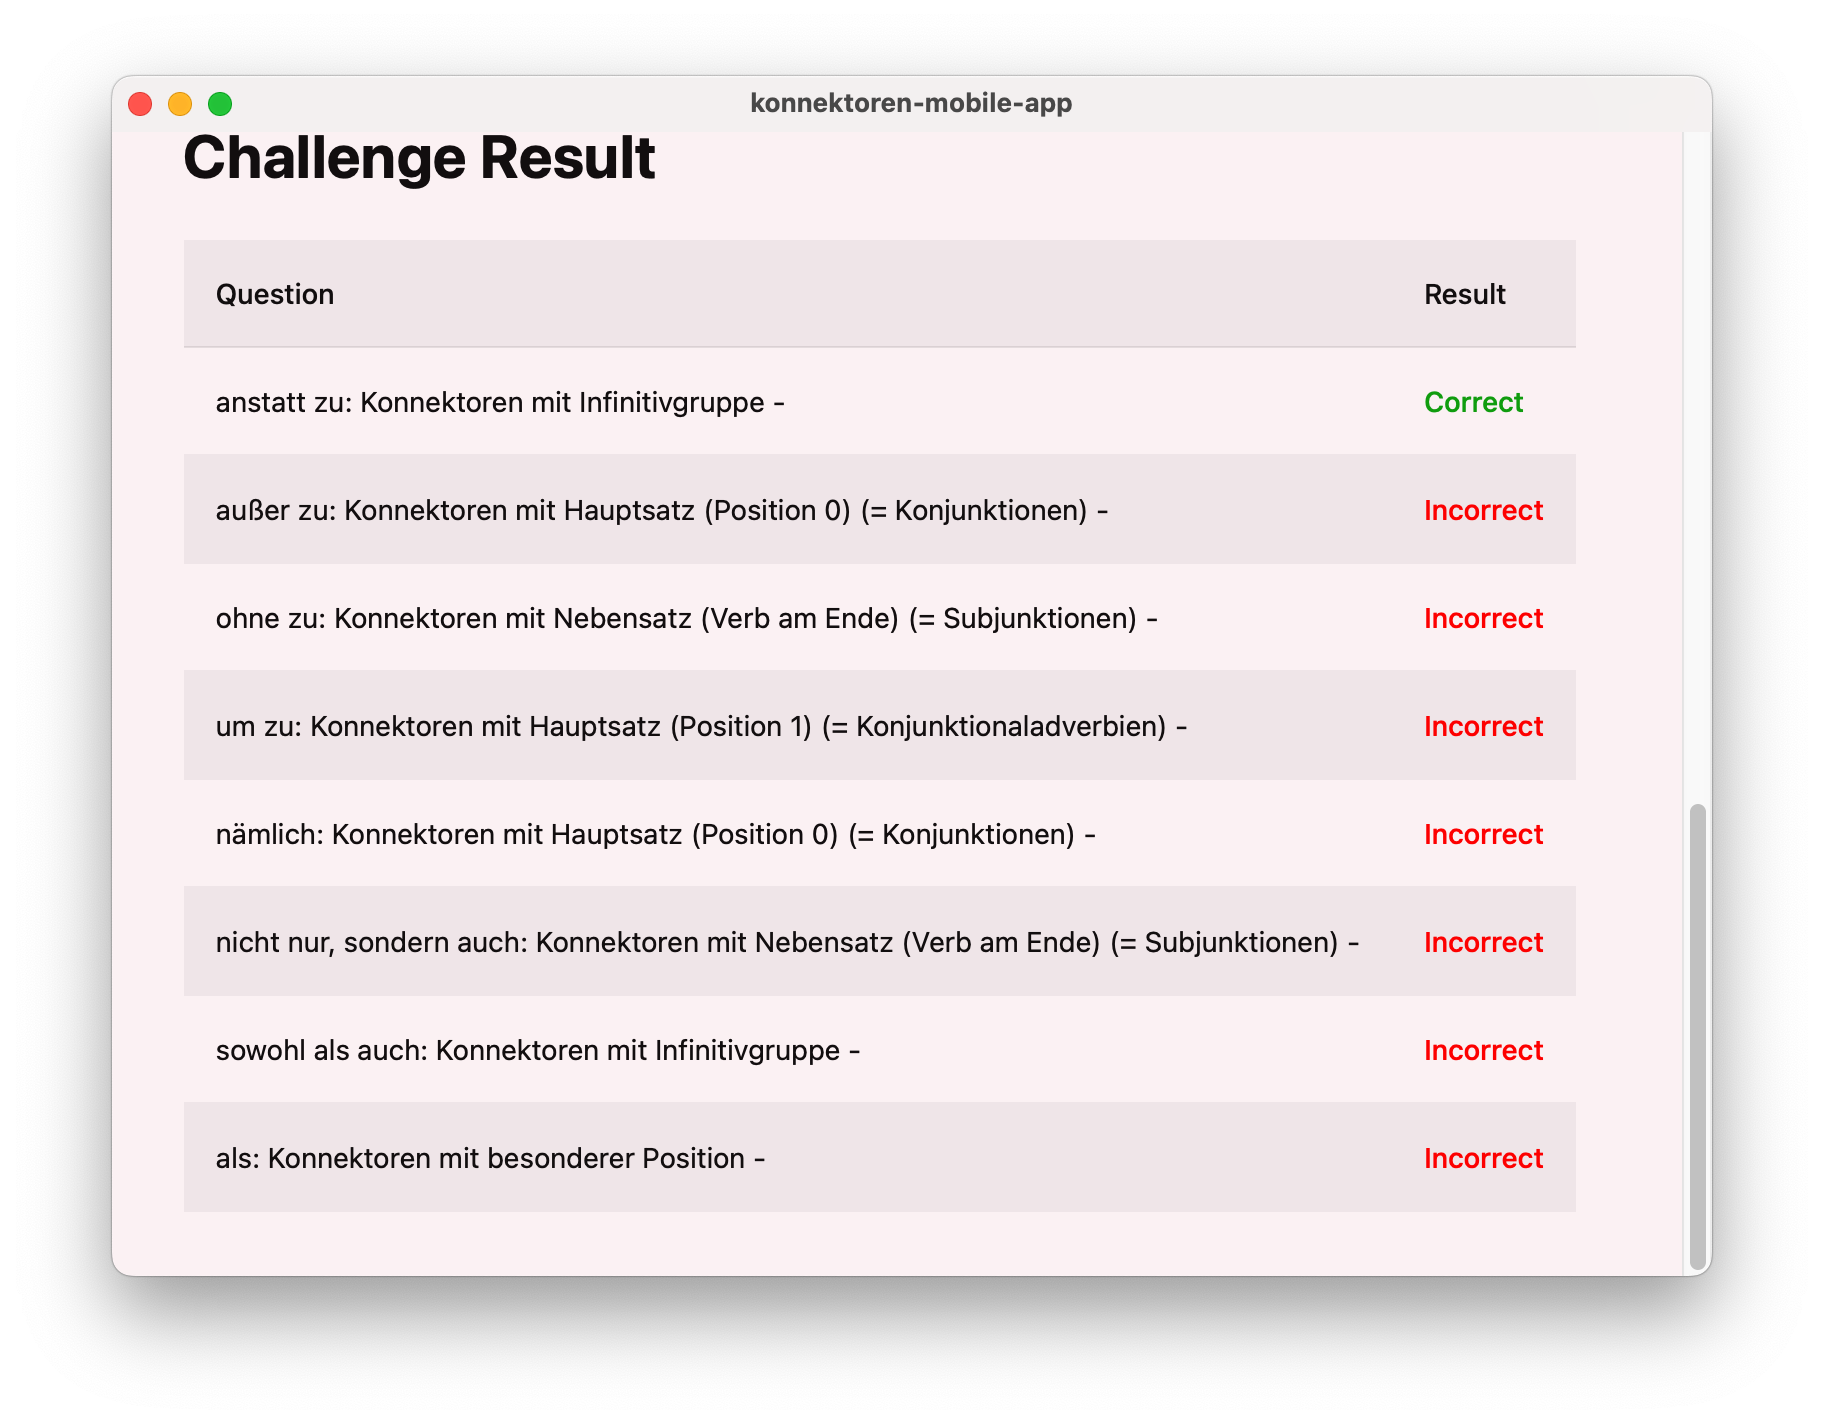 konnektoren-mobile-app
Challenge Result
Question Result
anstatt zu: Konnektoren mit Infinitivgruppe - Correct
außer zu: Konnektoren mit Hauptsatz (Position 0) (= Konjunktionen) - Incorrect
ohne zu: Konnektoren mit Nebensatz (Verb am Ende) (= Subjunktionen) - Incorrect
um zu: Konnektoren mit Hauptsatz (Position 1) (= Konjunktionaladverbien) - Incorrect
nämlich: Konnektoren mit Hauptsatz (Position 0) (= Konjunktionen) - Incorrect
nicht nur, sondern auch: Konnektoren mit Nebensatz (Verb am Ende) (= Subjunktionen) - Incorrect
sowohl als auch: Konnektoren mit Infinitivgruppe - Incorrect
als: Konnektoren mit besonderer Position - Incorrect